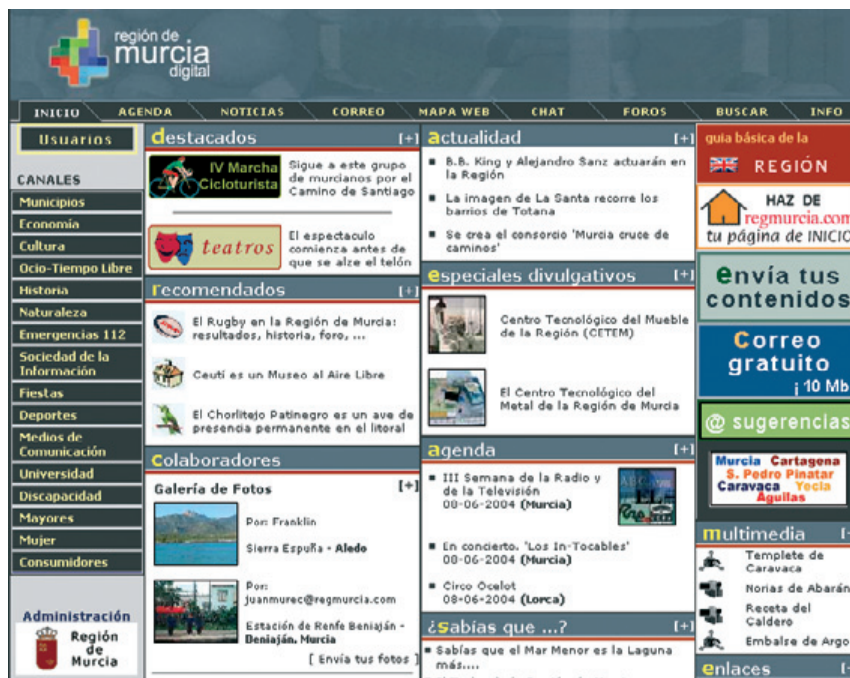 región de
murcia
digital
INICIO AGENDA NOTICIAS CORREO MAPA WEB CHAT FOROS BUSCAR INFO
Usuarios
CANALES
Municipios
Economía
Cultura
Ocio-Tiempo Libre
Historia
Naturaleza
Emergencias 112
Sociedad de la
Información
Fiestas
Deportes
Medios de
Comunicación
Universidad
Discapacidad
Mayores
Mujer
Consumidores
Administración
Región
de
Murcia
destacados [+]
IV Marcha
Cicloturista
Sigue a este grupo
de murcianos por el
Camino de Santiago
teatros
El espectaculo
comienza antes de
que se alze el telón
recomendados [+]
El Rugby en la Región de Murcia:
resultados, historia, foro, ...
Ceutí es un Museo al Aire Libre
El Chorlitejo Patinegro es un ave de
presencia permanente en el litoral
colaboradores
Galería de Fotos [+]
Por: Franklin
Sierra Espuña - Aledo
Por:
juanmurec@regmurcia.com
Estación de Renfe Beniaján -
Beniaján, Murcia
[ Envía tus fotos ]
actualidad [+]
B.B. King y Alejandro Sanz actuarán en
la Región
La imagen de La Santa recorre los
barrios de Totana
Se crea el consorcio 'Murcia cruce de
caminos'
especiales divulgativos [+]
Centro Tecnológico del Mueble
de la Región (CETEM)
El Centro Tecnológico del
Metal de la Región de Murcia
agenda [+]
III Semana de la Radio y
de la Televisión
08-06-2004 (Murcia)
En concierto. 'Los In-Tocables'
08-06-2004 (Murcia)
Circo Ocelot
08-06-2004 (Lorca)
¿sabías que ...? [+]
Sabías que el Mar Menor es la Laguna
más....
guía básica de la
REGIÓN
HAZ DE
regmurcia.com
tu página de INICIO
envía tus
contenidos
Correo
gratuito
¡ 10 Mb
@ sugerencias
Murcia Cartagena
S. Pedro Pinatar
Caravaca Yecla
Aguilas
multimedia
Templete de
Caravaca
Norias de Abarán
Receta del
Caldero
Embalse de Argo
enlaces